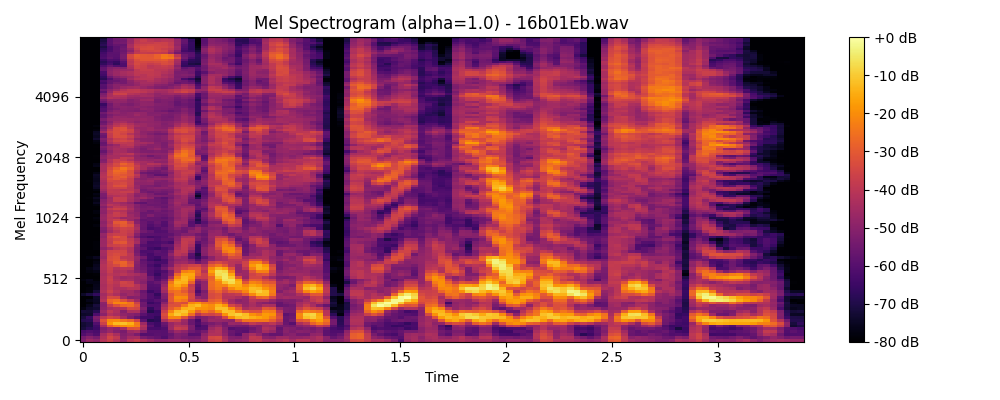 Mel Spectrogram (alpha=1.0) - 16b01Eb.wav
Mel Frequency
4096
2048
1024
512
0
0
0.5
1
1.5
2
2.5
3
Time
+0 dB
-10 dB
-20 dB
-30 dB
-40 dB
-50 dB
-60 dB
-70 dB
-80 dB